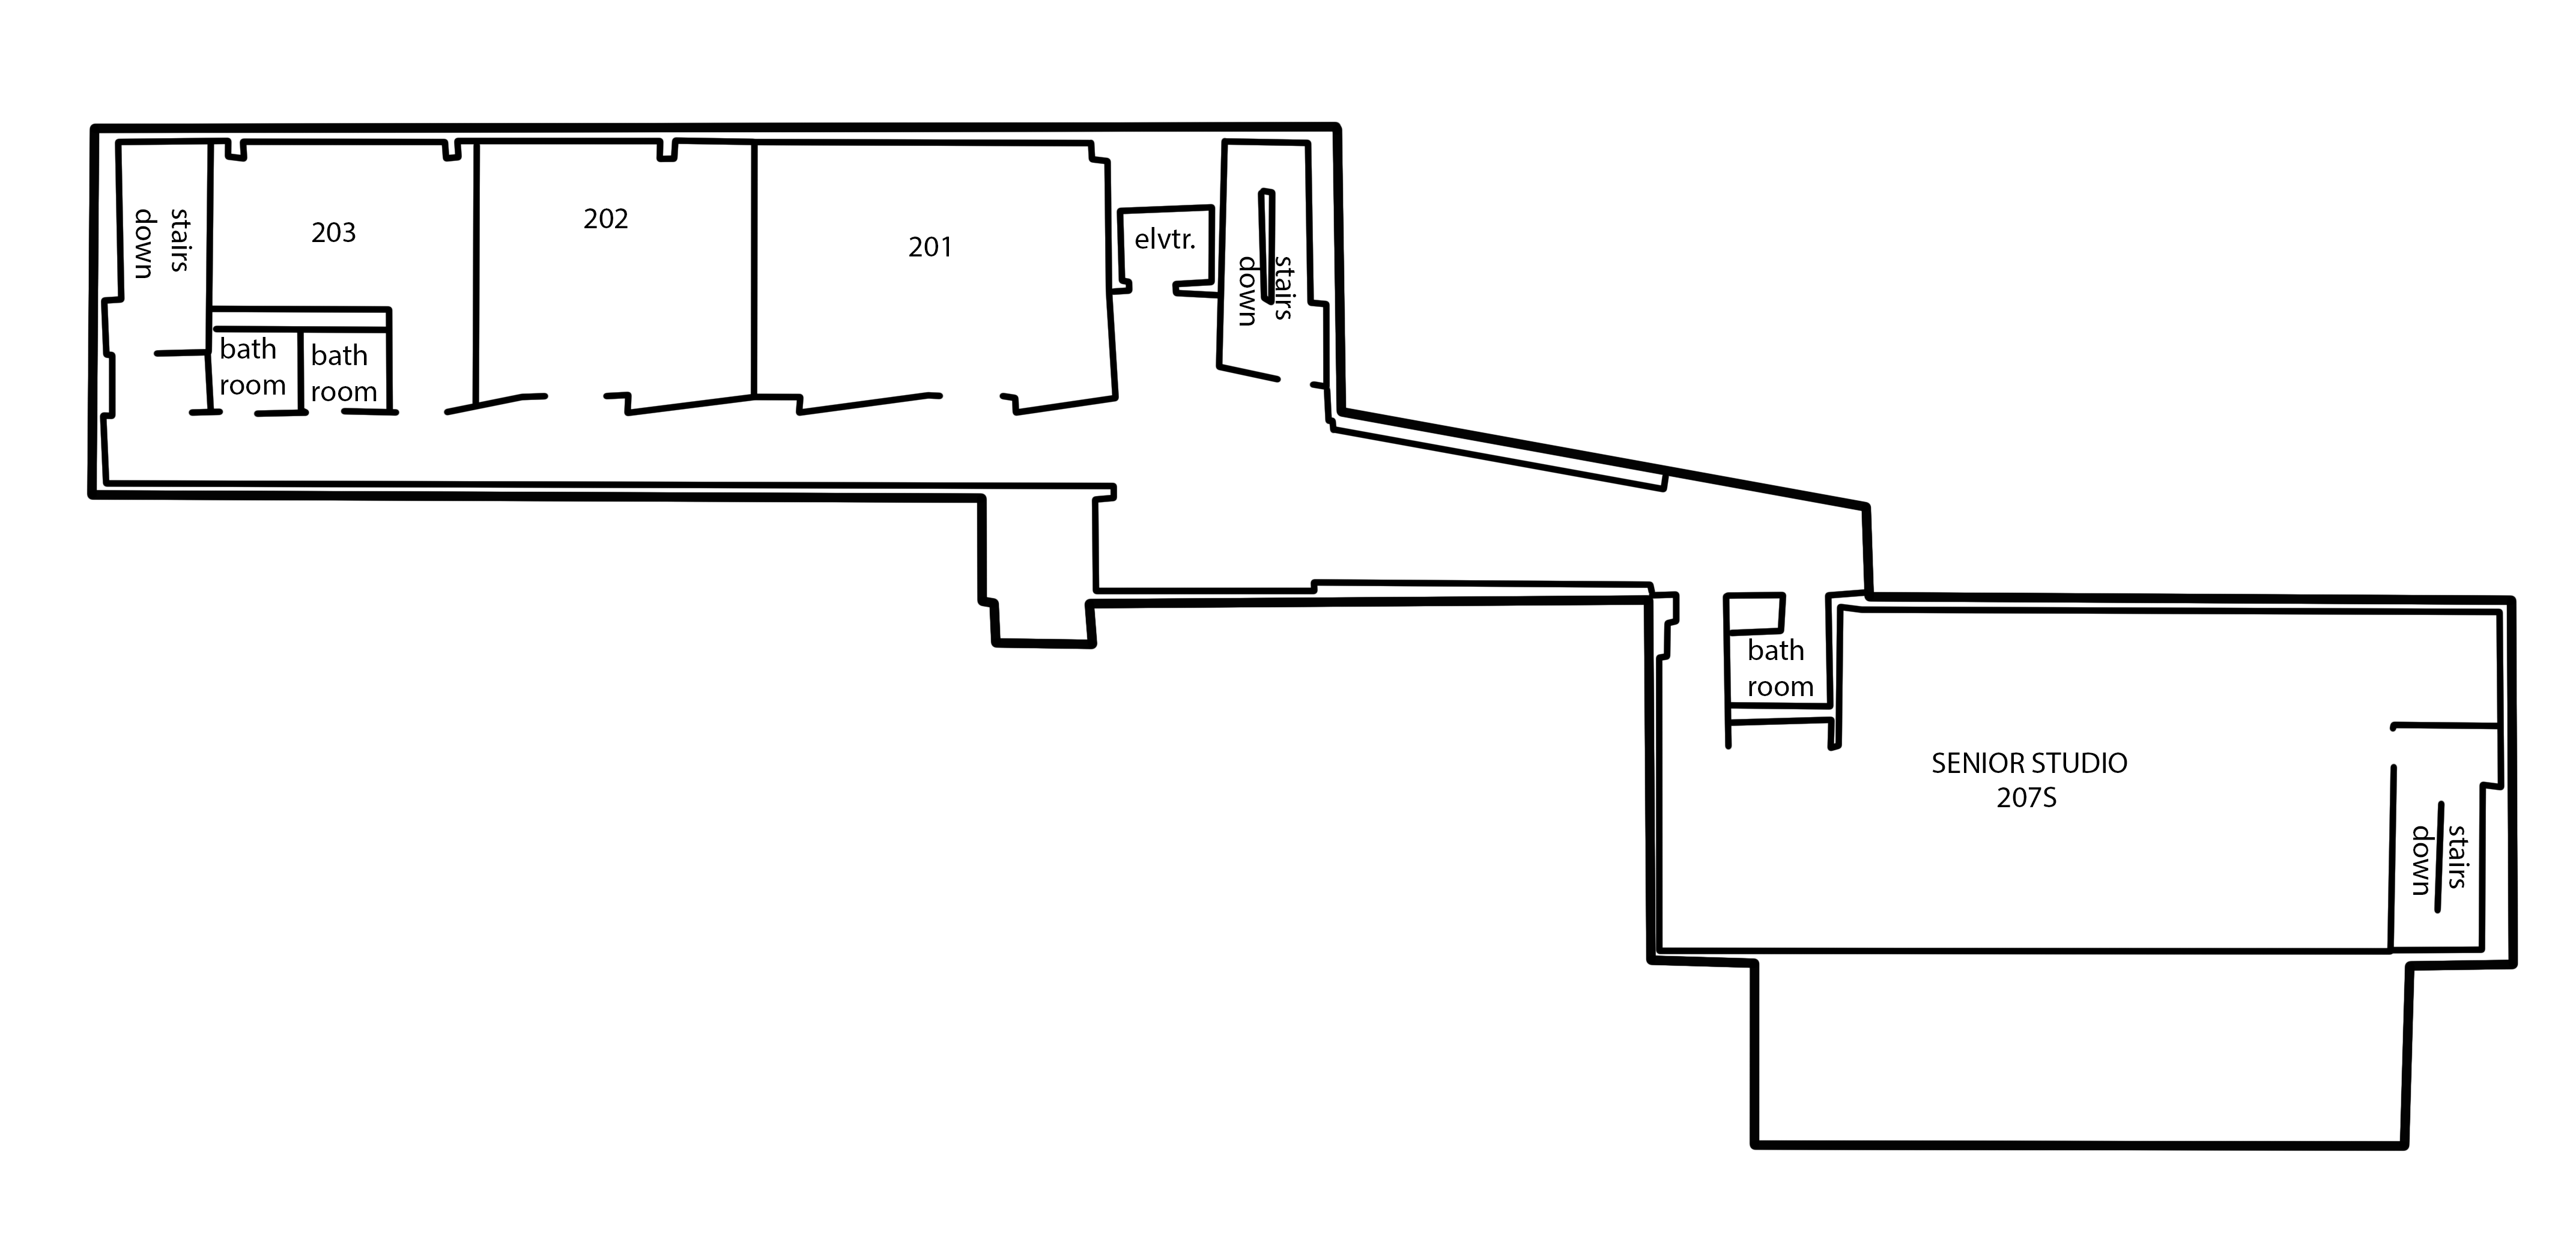 stairs
down
203
202
201
elvtr.
stairs
down
bath
room
bath
room
bath
room
SENIOR STUDIO
207S
stairs
down